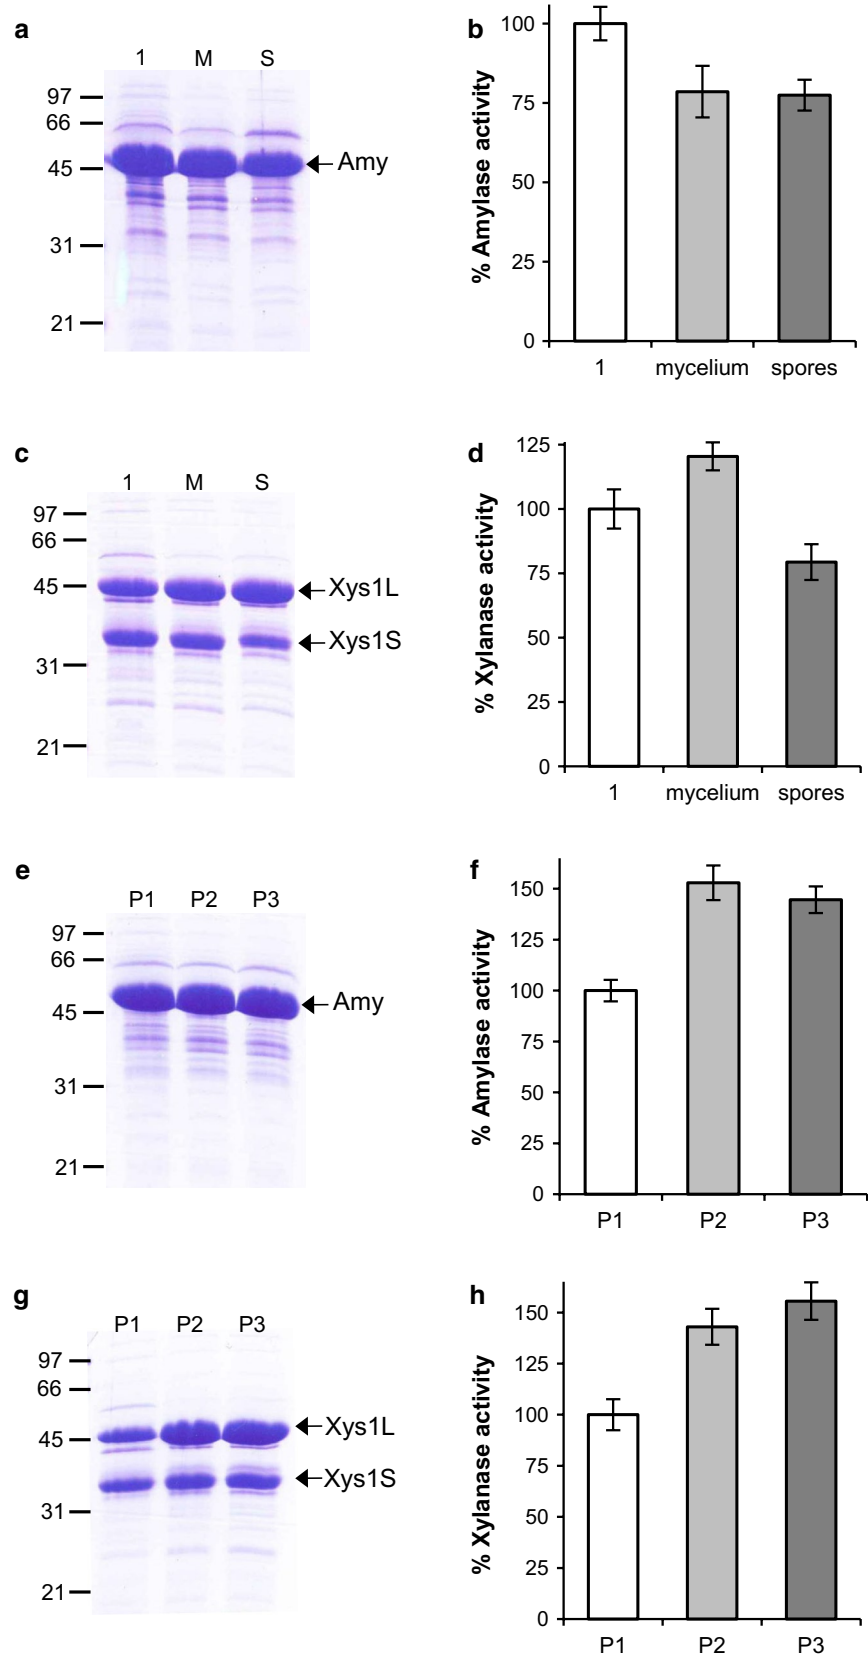 a
1 M S
97
66
45
31
21
Amy
b
% Amylase activity
100
75
50
25
0
1 mycelium spores
c
1 M S
97
66
45
31
21
Xys1L
Xys1S
d
% Xylanase activity
125
100
75
50
25
0
1 mycelium spores
e
P1 P2 P3
97
66
45
31
21
Amy
f
% Amylase activity
150
125
100
75
50
25
0
P1 P2 P3
g
P1 P2 P3
97
66
45
31
21
Xys1L
Xys1S
h
% Xylanase activity
150
125
100
75
50
25
0
P1 P2 P3